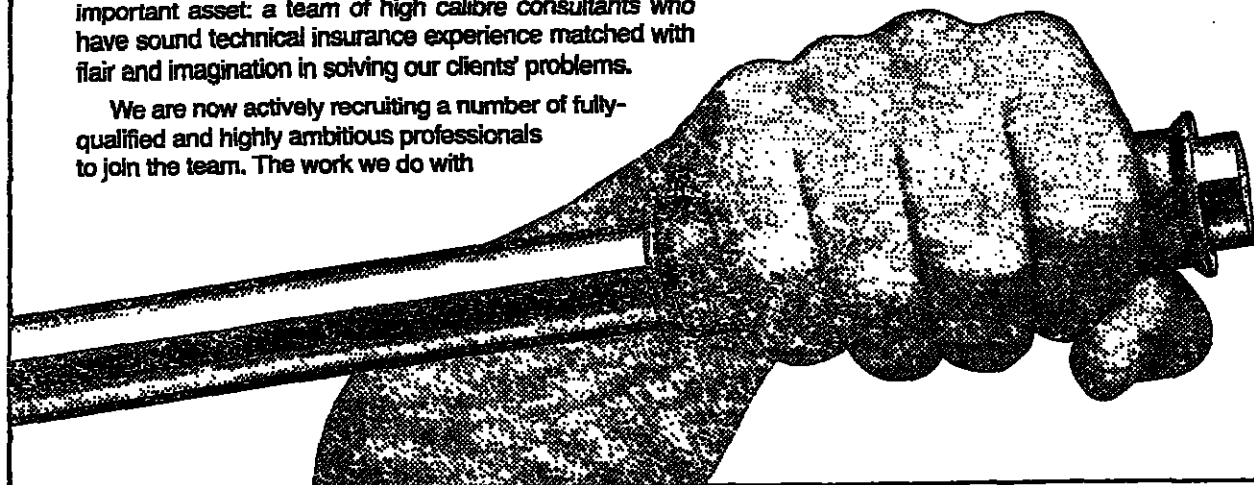 important asset: a team of high calibre consultants who
have sound technical insurance experience matched with
flair and imagination in solving our clients' problems.
We are now actively recruiting a number of fully-
qualified and highly ambitious professionals
to join the team. The work we do with